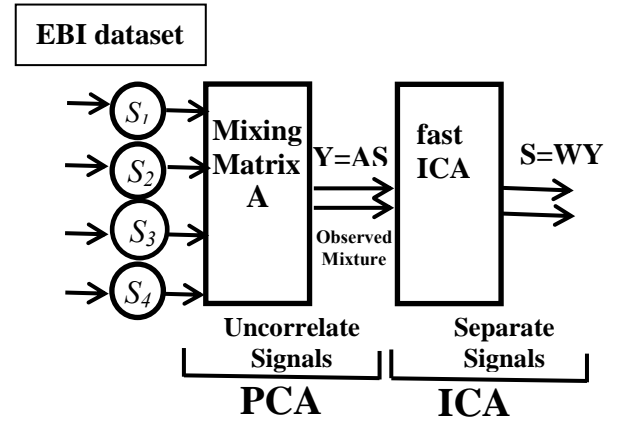 EBI dataset
S1
S2
S3
S4
Mixing
Matrix
A
Y=AS
Observed
Mixture
fast
ICA
S=WY
Uncorrelate
Signals
Separate
Signals
PCA
ICA